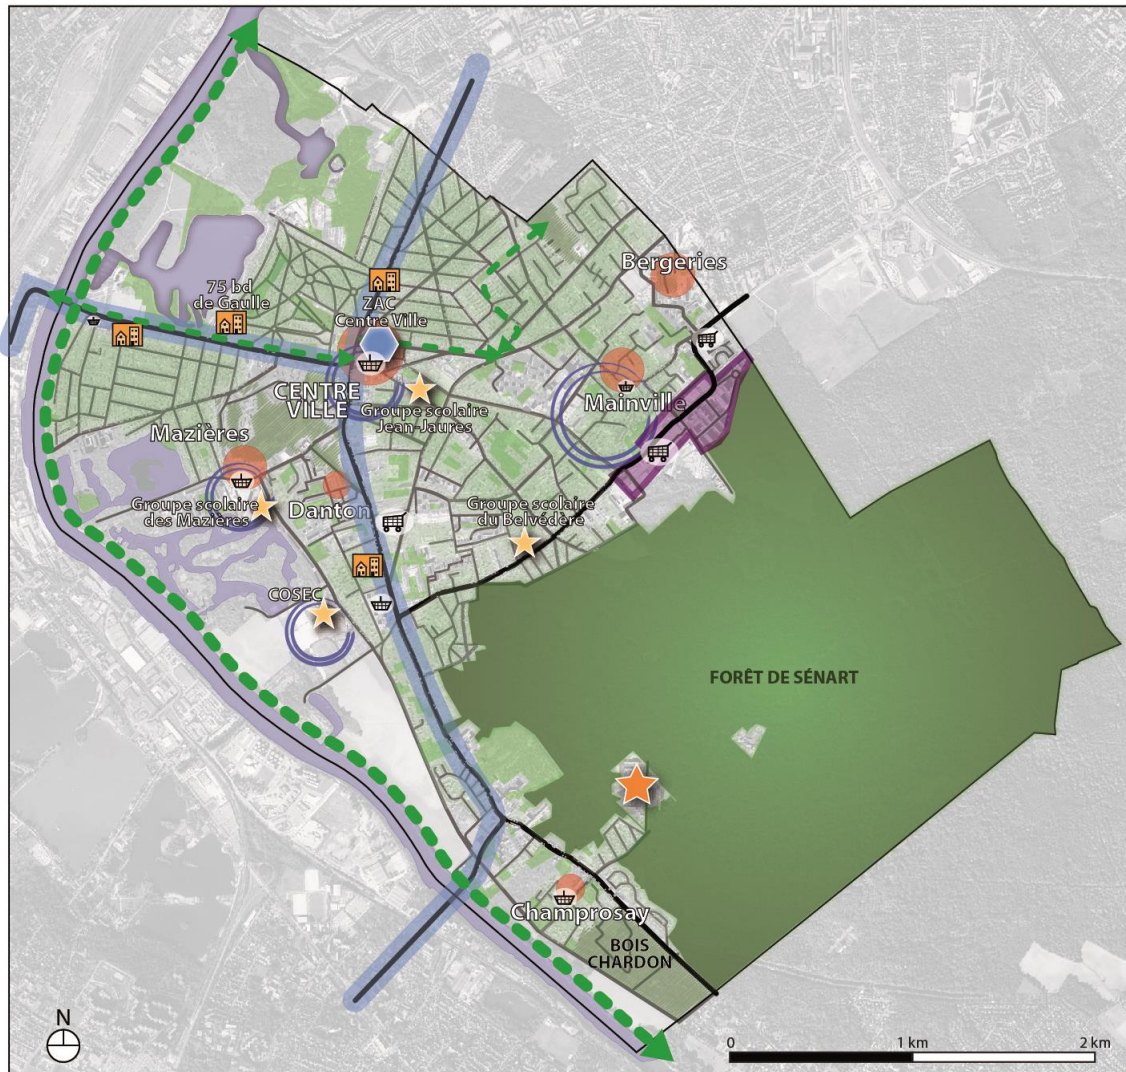 Bergeries
75 bd
de Gaulle
ZAC
Centre Ville
CENTRE
VILLE
Groupe scolaire
Jean-Jaurès
Mainville
Mazières
Groupe scolaire
des Mazières
Danton
Groupe scolaire
du Belvédère
COSEC
FORÊT DE SÉNART
Champrosay
BOIS
CHARDON
N
0 1 km 2 km